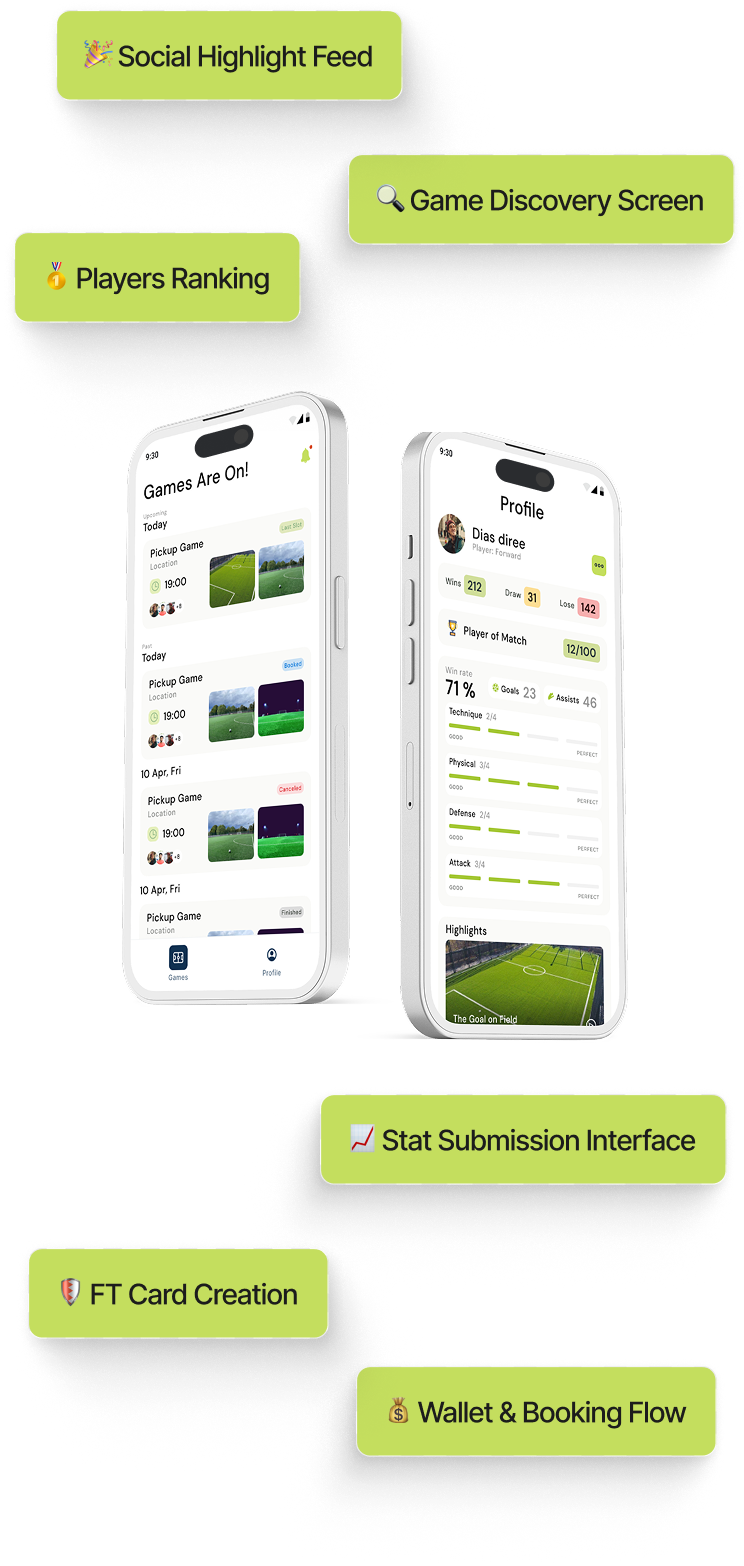 Social Highlight Feed
Game Discovery Screen
Players Ranking
9:30
Games Are On!
Upcoming
Today
Pickup Game
Last Slot
Location
19:00
+8
Past
Today
Pickup Game
Booked
Location
19:00
+8
10 Apr, Fri
Pickup Game
Cancelled
Location
19:00
+8
10 Apr, Fri
Pickup Game
Finished
Location
Games
Profile
9:30
Profile
Dias diree
Player: Forward
Wins 212
Draw 31
Lose 142
Player of Match
12/100
Win rate
71 %
Goals 23
Assists 46
Technique 2/4
GOOD
PERFECT
Physical 3/4
GOOD
PERFECT
Defense 2/4
GOOD
PERFECT
Attack 3/4
GOOD
PERFECT
Highlights
The Goal on Field
Stat Submission Interface
FT Card Creation
Wallet & Booking Flow